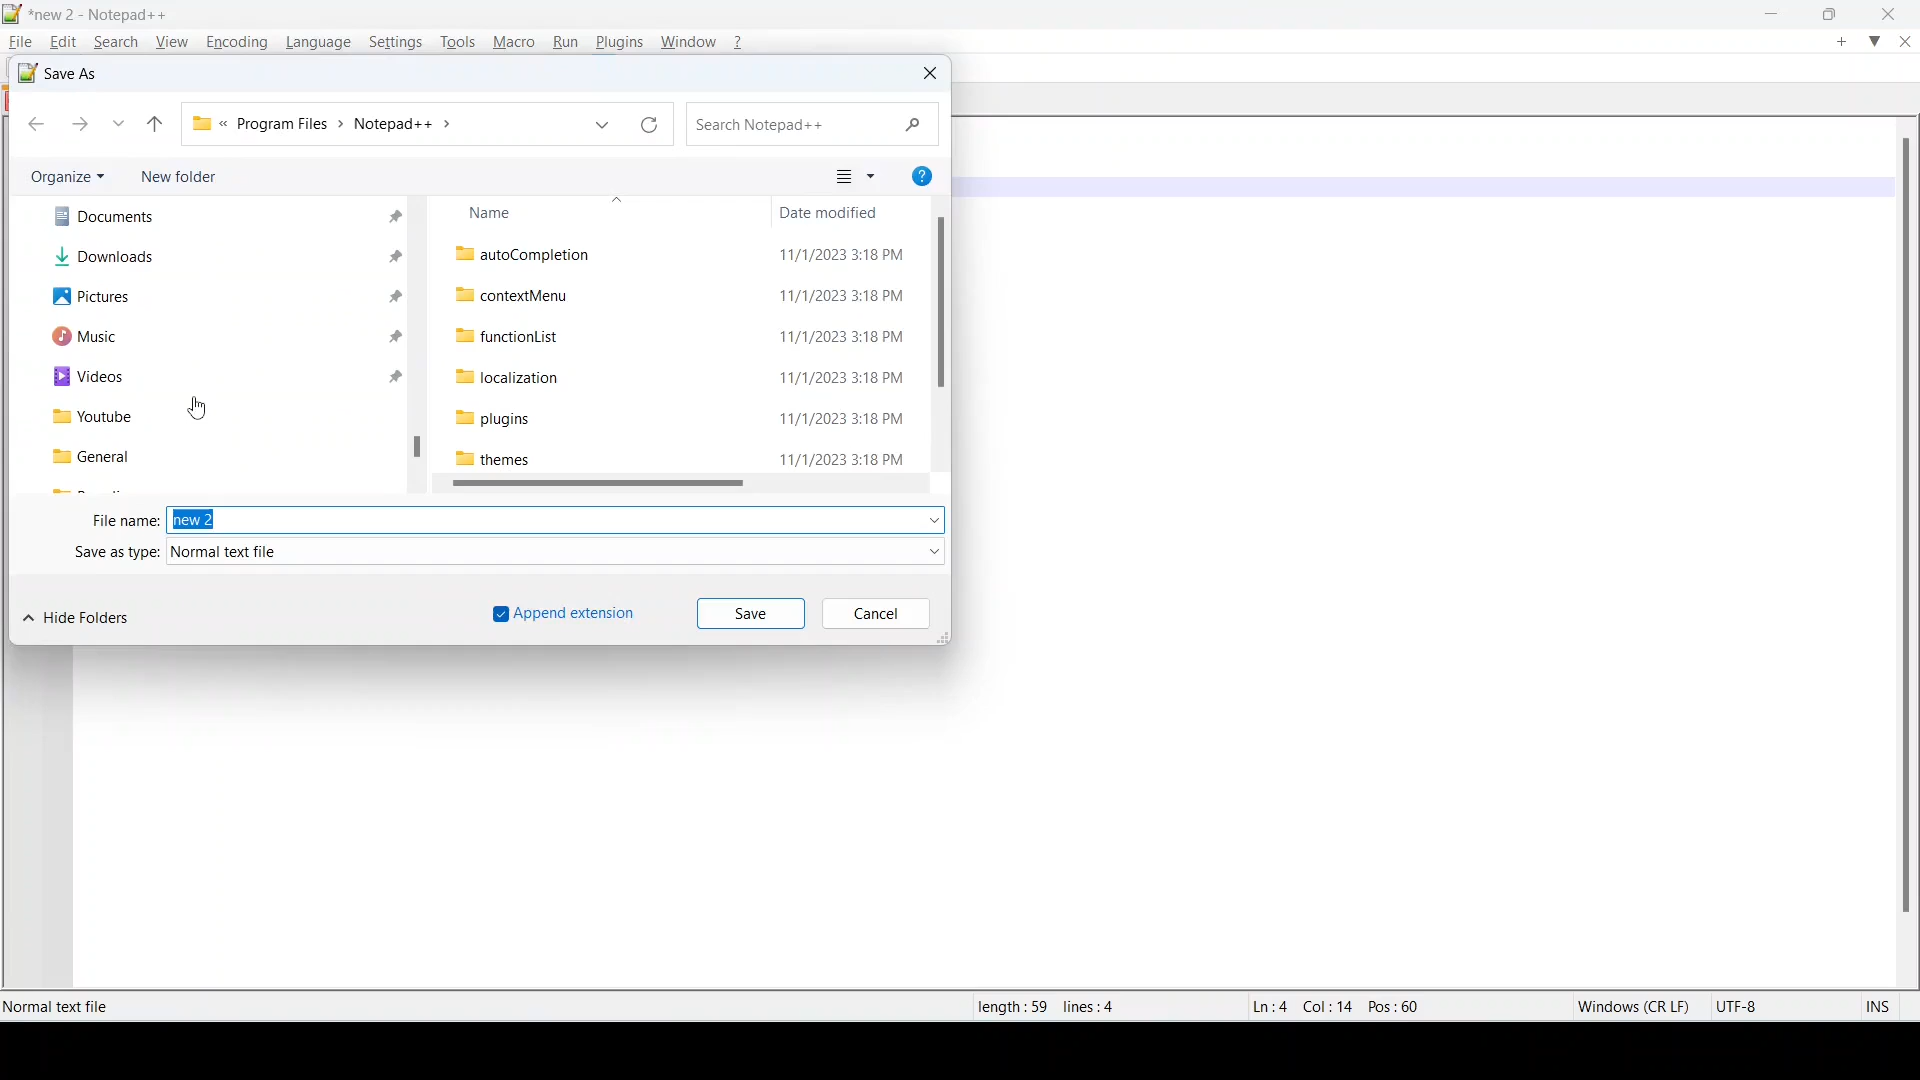 *new 2 - Notepad++
File Edit Search View Encoding Language Settings Tools Macro Run Plugins Window ?
Save As
« Program Files › Notepad++ ›
Search Notepad++
Organize
New folder
Documents
Downloads
Pictures
Music
Videos
Youtube
General
Name Date modified
autoCompletion 11/1/2023 3:18 PM
contextMenu 11/1/2023 3:18 PM
functionList 11/1/2023 3:18 PM
localization 11/1/2023 3:18 PM
plugins 11/1/2023 3:18 PM
themes 11/1/2023 3:18 PM
File name: new 2
Save as type: Normal text file
Hide Folders
Append extension
Save
Cancel
Normal text file length : 59 lines : 4 Ln : 4 Col : 14 Pos : 60 Windows (CR LF) UTF-8 INS